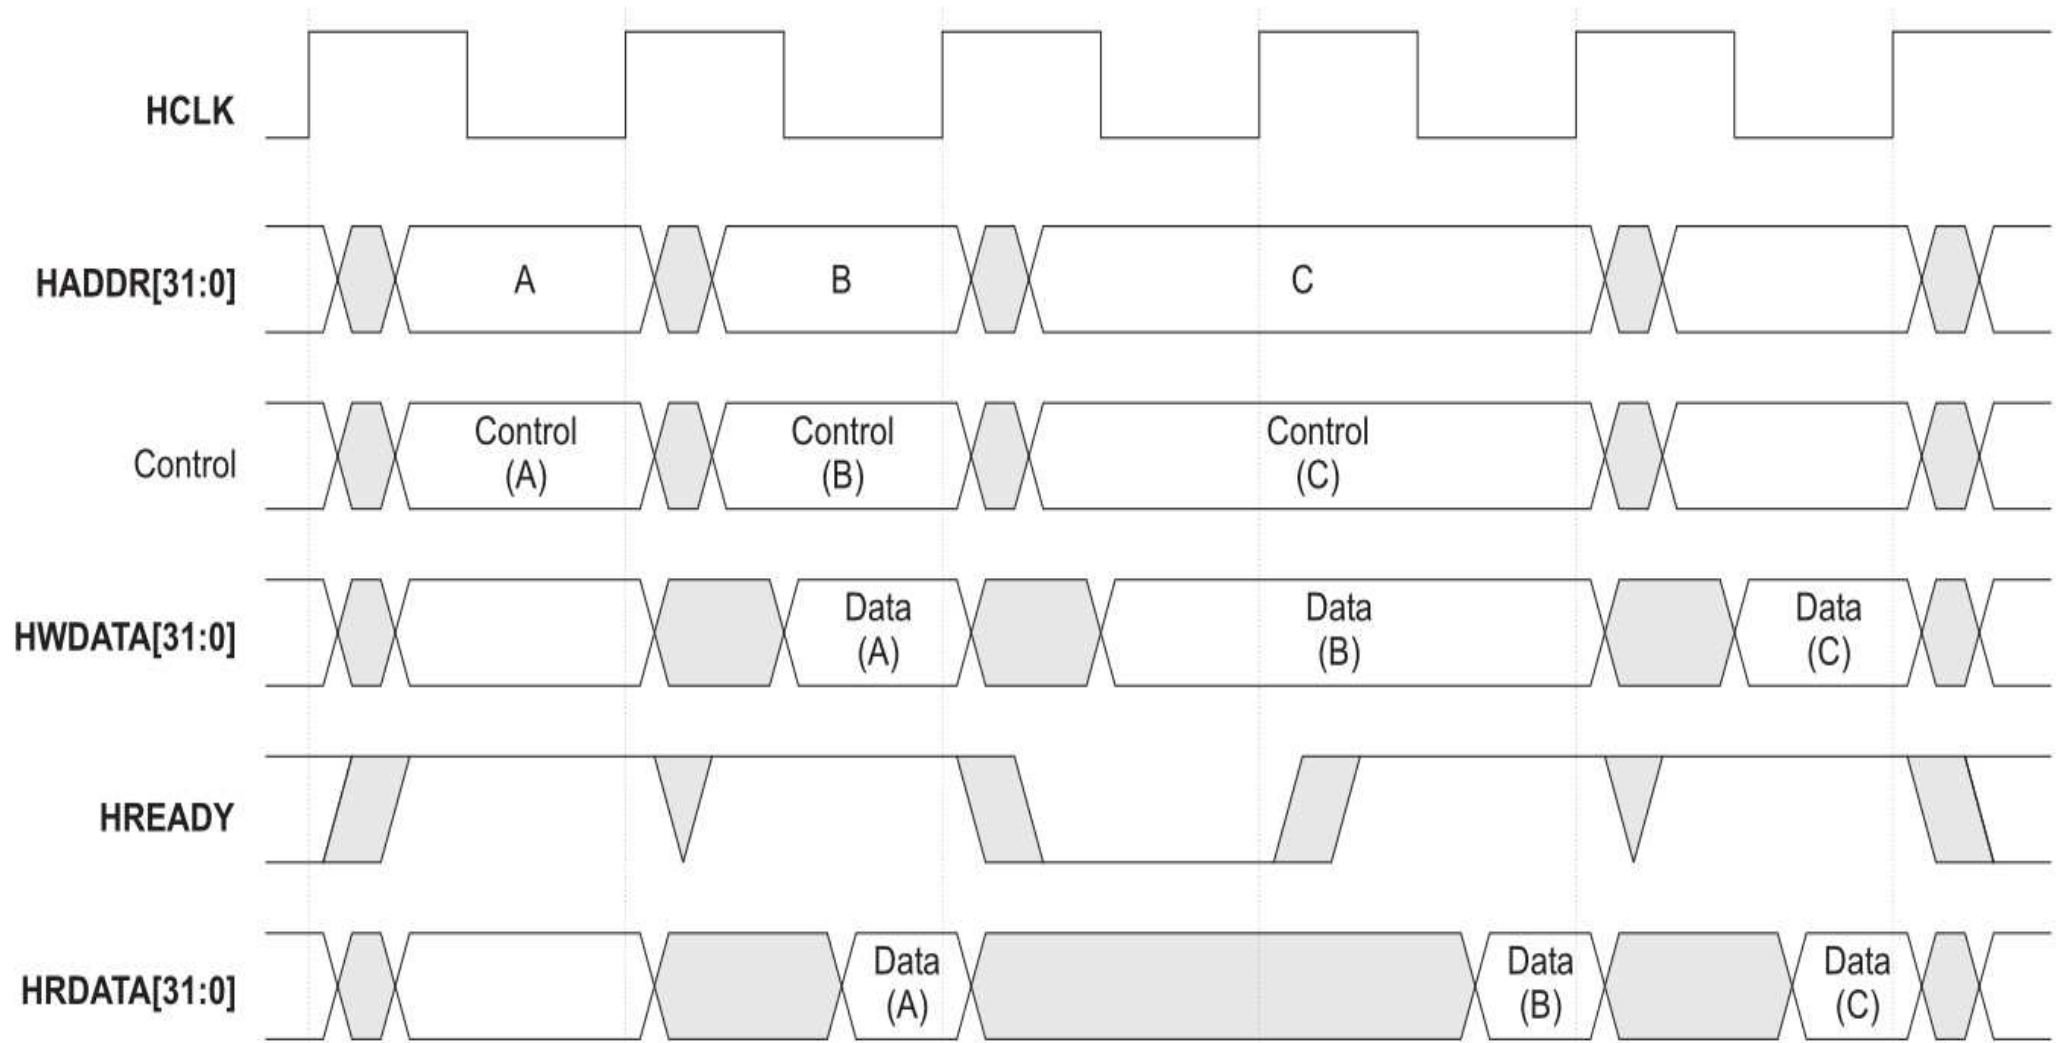 HCLK
HADDR[31:0]
A
B
C
Control
Control
(A)
Control
(B)
Control
(C)
HWDATA[31:0]
Data
(A)
Data
(B)
Data
(C)
HREADY
HRDATA[31:0]
Data
(A)
Data
(B)
Data
(C)